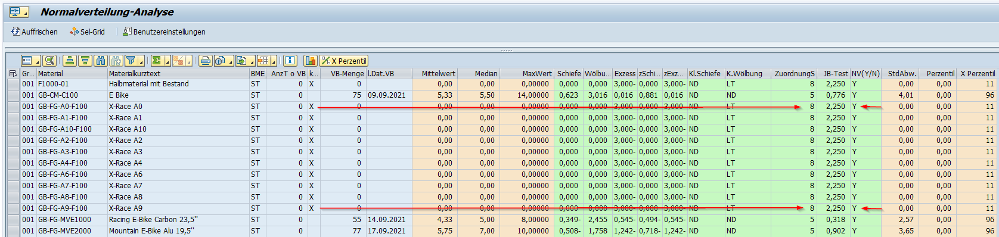 Normalverteilung-Analyse
Auffrischen Sel-Grid Benutzereinstellungen
X Perzentil
Gr... Material Materialkurztext BME AnzT o VB k... VB-Menge l.Dat.VB Mittelwert Median MaxWert Schiefe Wölbu... Exzess zSchi... zExz... Kl.Schiefe K.Wölbung ZuordnungS JB-Test NV(Y/N) StdAbw. Perzentil X Perzentil
001 F1000-01 Halbmaterial mit Bestand ST 0 X 0 0,00 0,00 0,00000 0,000 0,000 3,000- 0,000 3,000- ND LT 8 2,250 Y 0,00 0,00 11
001 GB-CM-C100 E Bike ST 0 75 09.09.2021 5,33 5,50 14,00000 0,623 3,016 0,016 0,881 0,016 ND ND 5 0,776 Y 4,01 0,00 96
001 GB-FG-A0-F100 X-Race A0 ST 0 X 0 0,00 0,00 0,00000 0,000 0,000 3,000- 0,000 3,000- ND LT 8 2,250 Y 0,00 0,00 11
001 GB-FG-A1-F100 X-Race A1 ST 0 X 0 0,00 0,00 0,00000 0,000 0,000 3,000- 0,000 3,000- ND LT 8 2,250 Y 0,00 0,00 11
001 GB-FG-A10-F100 X-Race A10 ST 0 X 0 0,00 0,00 0,00000 0,000 0,000 3,000- 0,000 3,000- ND LT 8 2,250 Y 0,00 0,00 11
001 GB-FG-A2-F100 X-Race A2 ST 0 X 0 0,00 0,00 0,00000 0,000 0,000 3,000- 0,000 3,000- ND LT 8 2,250 Y 0,00 0,00 11
001 GB-FG-A3-F100 X-Race A3 ST 0 X 0 0,00 0,00 0,00000 0,000 0,000 3,000- 0,000 3,000- ND LT 8 2,250 Y 0,00 0,00 11
001 GB-FG-A4-F100 X-Race A4 ST 0 X 0 0,00 0,00 0,00000 0,000 0,000 3,000- 0,000 3,000- ND LT 8 2,250 Y 0,00 0,00 11
001 GB-FG-A6-F100 X-Race A6 ST 0 X 0 0,00 0,00 0,00000 0,000 0,000 3,000- 0,000 3,000- ND LT 8 2,250 Y 0,00 0,00 11
001 GB-FG-A7-F100 X-Race A7 ST 0 X 0 0,00 0,00 0,00000 0,000 0,000 3,000- 0,000 3,000- ND LT 8 2,250 Y 0,00 0,00 11
001 GB-FG-A8-F100 X-Race A8 ST 0 X 0 0,00 0,00 0,00000 0,000 0,000 3,000- 0,000 3,000- ND LT 8 2,250 Y 0,00 0,00 11
001 GB-FG-A9-F100 X-Race A9 ST 0 X 0 0,00 0,00 0,00000 0,000 0,000 3,000- 0,000 3,000- ND LT 8 2,250 Y 0,00 0,00 11
001 GB-FG-MVE1000 Racing E-Bike Carbon 23,5" ST 0 55 14.09.2021 4,33 5,00 8,00000 0,349- 2,455 0,545- 0,494- 0,545- ND ND 5 0,318 Y 2,57 0,00 96
001 GB-FG-MVE2000 Mountain E-Bike Alu 19,5" ST 0 77 17.09.2021 5,75 7,00 10,00000 0,508- 1,758 1,242- 0,718- 1,242- ND ND 5 0,902 Y 3,65 0,00 96